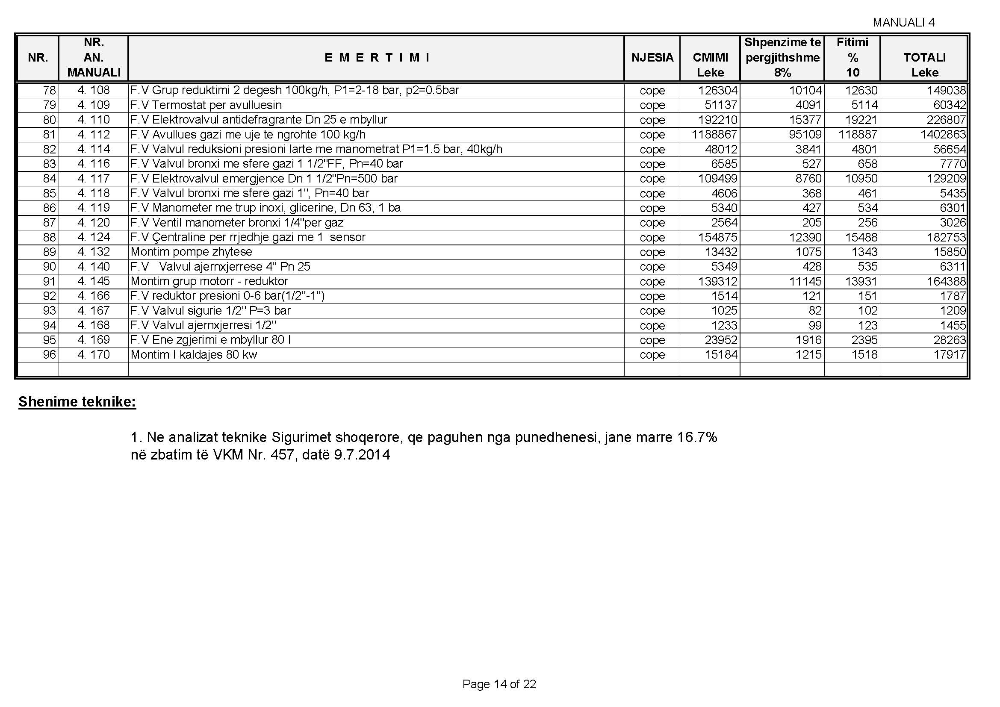 MANUALI 4
NR. NR. AN. MANUALI E M E R T I M I NJESIA CMIMI Leke Shpenzime te pergjithshme 8% Fitimi % 10 TOTALI Leke
78 4. 108 F.V Grup reduktimi 2 degesh 100kg/h, P1=2-18 bar, p2=0.5bar cope 126304 10104 12630 149038
79 4. 109 F.V Termostat per avulluesin cope 51137 4091 5114 60342
80 4. 110 F.V Elektrovalvul antidefragrante Dn 25 e mbyllur cope 192210 15377 19221 226807
81 4. 112 F.V Avullues gazi me uje te ngrohte 100 kg/h cope 1188867 95109 118887 1402863
82 4. 114 F.V Valvul reduksioni presioni larte me manometrat P1=1.5 bar, 40kg/h cope 48012 3841 4801 56654
83 4. 116 F.V Valvul bronxi me sfere gazi 1 1/2"FF, Pn=40 bar cope 6585 527 658 7770
84 4. 117 F.V Elektrovalvul emergjence Dn 1 1/2"Pn=500 bar cope 109499 8760 10950 129209
85 4. 118 F.V Valvul bronxi me sfere gazi 1", Pn=40 bar cope 4606 368 461 5435
86 4. 119 F.V Manometer me trup inoxi, glicerine, Dn 63, 1 ba cope 5340 427 534 6301
87 4. 120 F.V Ventil manometer bronxi 1/4"per gaz cope 2564 205 256 3026
88 4. 124 F.V Çentraline per rrjedhje gazi me 1 sensor cope 154875 12390 15488 182753
89 4. 132 Montim pompe zhytese cope 13432 1075 1343 15850
90 4. 140 F.V Valvul ajernxjerrese 4" Pn 25 cope 5349 428 535 6311
91 4. 145 Montim grup motorr - reduktor cope 139312 11145 13931 164388
92 4. 166 F.V reduktor presioni 0-6 bar(1/2"-1") cope 1514 121 151 1787
93 4. 167 F.V Valvul sigurie 1/2" P=3 bar cope 1025 82 102 1209
94 4. 168 F.V Valvul ajernxjerresi 1/2" cope 1233 99 123 1455
95 4. 169 F.V Ene zgjerimi e mbyllur 80 l cope 23952 1916 2395 28263
96 4. 170 Montim I kaldajes 80 kw cope 15184 1215 1518 17917
Shenime teknike:
1. Ne analizat teknike Sigurimet shoqerore, qe paguhen nga punedhenesi, jane marre 16.7%
në zbatim të VKM Nr. 457, datë 9.7.2014
Page 14 of 22